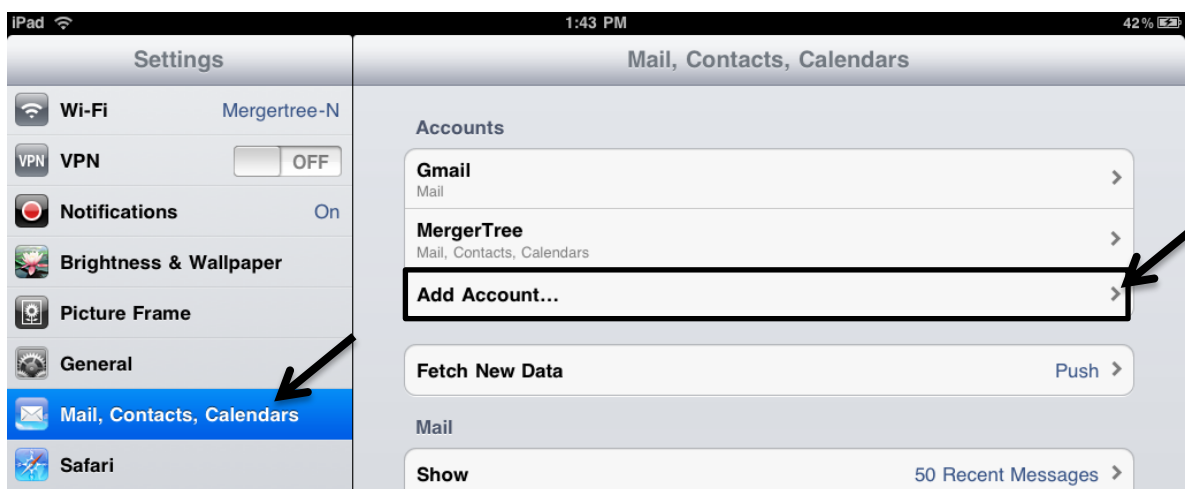 iPad 1:43 PM 42%
Settings
Mail, Contacts, Calendars
Wi-Fi Mergertree-N
VPN VPN OFF
Notifications On
Brightness & Wallpaper
Picture Frame
General
Mail, Contacts, Calendars
Safari
Accounts
Gmail
Mail
MergerTree
Mail, Contacts, Calendars
Add Account...
Fetch New Data Push
Mail
Show 50 Recent Messages